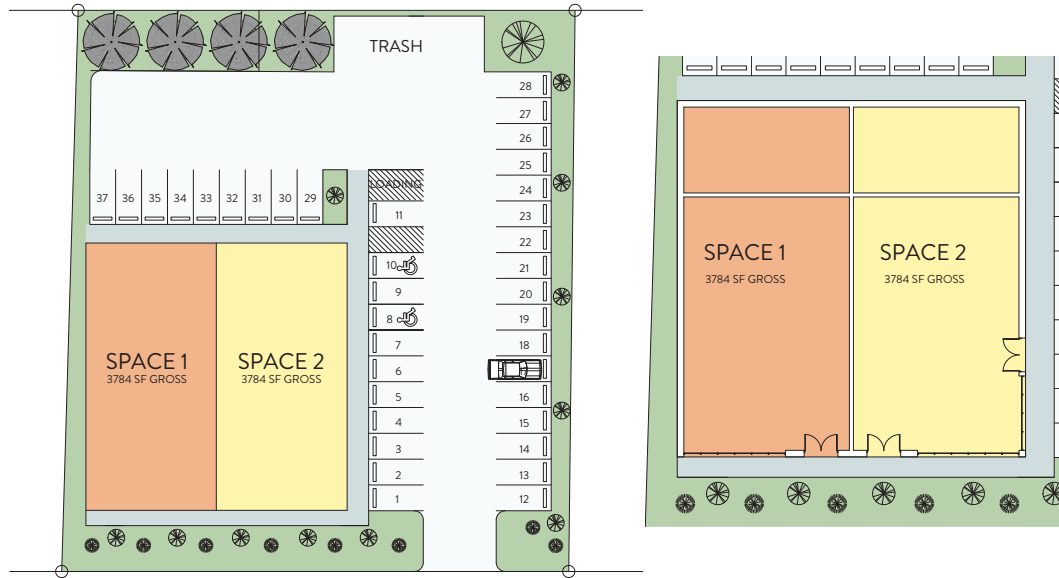 TRASH
28
27
26
25
24
23
22
21
20
19
18
16
15
14
13
12
37 36 35 34 33 32 31 30 29
LOADING
11
10
9
8
7
6
5
4
3
2
1
SPACE 1
3784 SF GROSS
SPACE 2
3784 SF GROSS
SPACE 1
3784 SF GROSS
SPACE 2
3784 SF GROSS